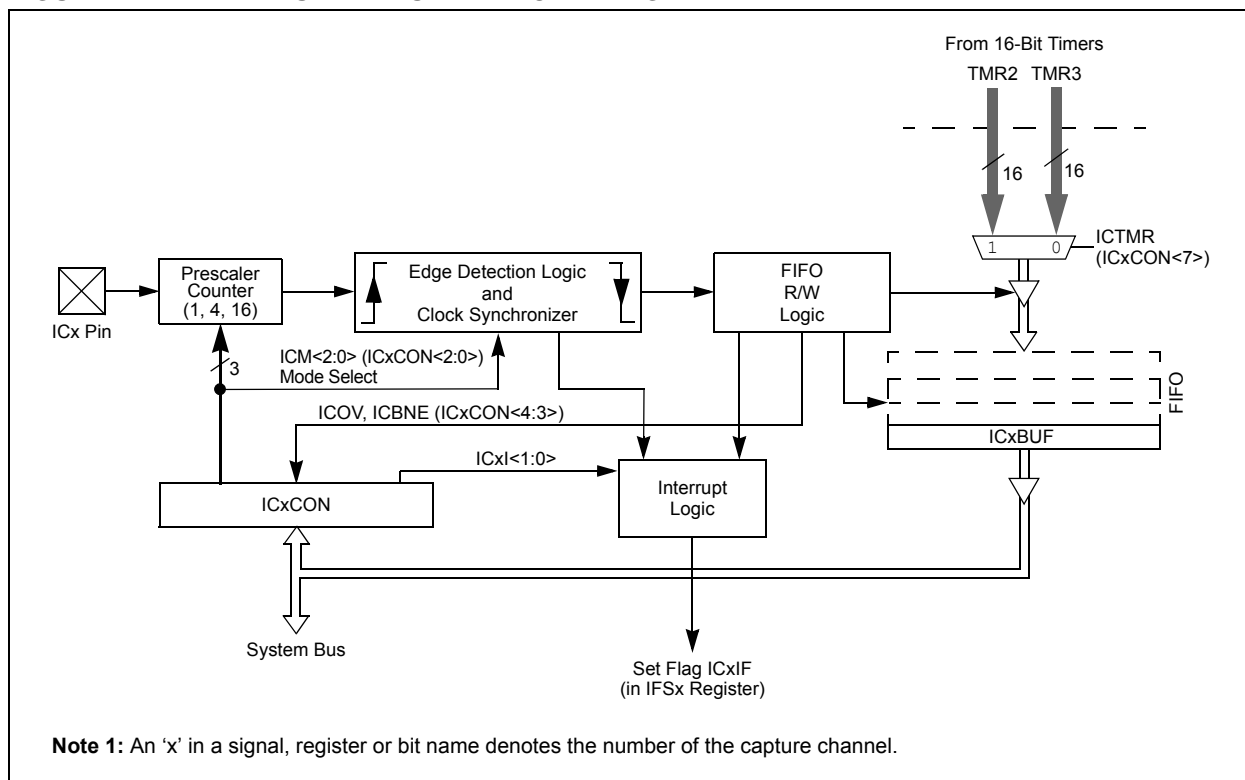 From 16-Bit Timers
TMR2 TMR3
16 16
1 0
ICTMR
(ICxCON<7>)
Prescaler
Counter
(1, 4, 16)
Edge Detection Logic
and
Clock Synchronizer
FIFO
R/W
Logic
ICx Pin
3
ICM<2:0> (ICxCON<2:0>)
Mode Select
FIFO
ICOV, ICBNE (ICxCON<4:3>)
ICxBUF
ICxI<1:0>
Interrupt
Logic
ICxCON
System Bus
Set Flag ICxIF
(in IFSx Register)
Note 1: An ‘x’ in a signal, register or bit name denotes the number of the capture channel.